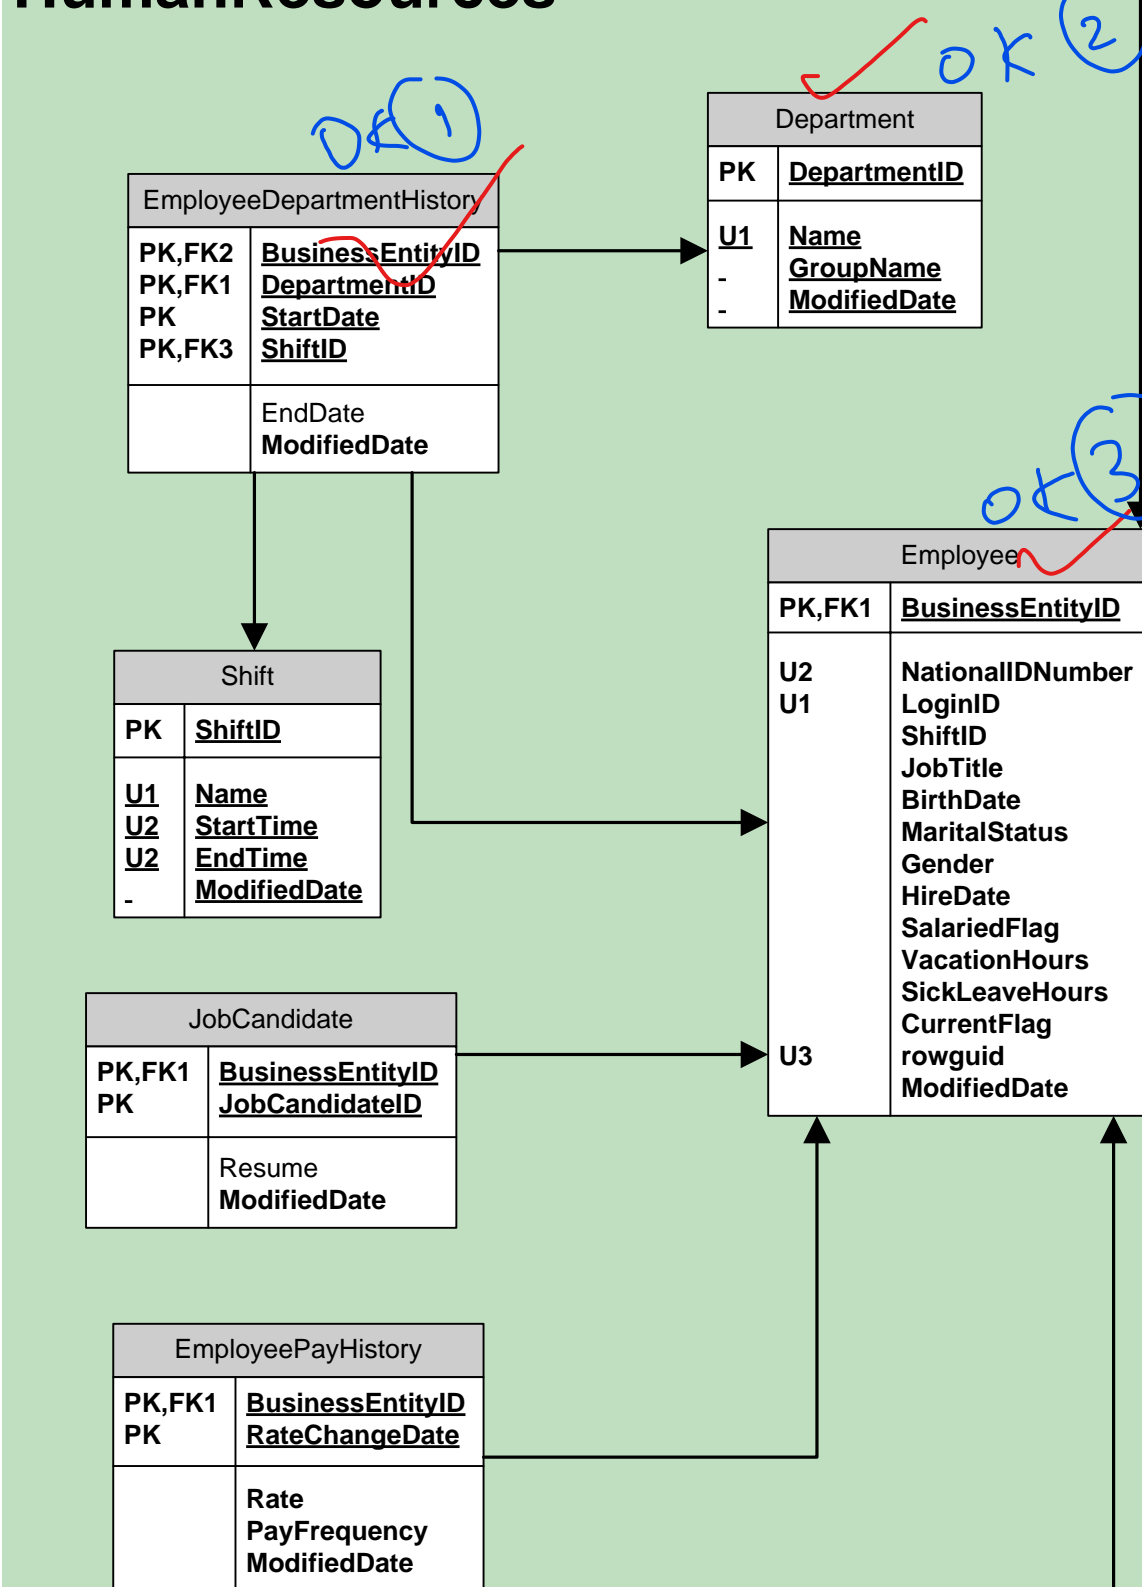 HumanResources
OK 1
OK 2
Department
PK DepartmentID
U1 Name
- GroupName
- ModifiedDate
EmployeeDepartmentHistory
PK,FK2 BusinessEntityID
PK,FK1 DepartmentID
PK StartDate
PK,FK3 ShiftID
EndDate
ModifiedDate
OK 3
Employee
PK,FK1 BusinessEntityID
U2 NationalIDNumber
U1 LoginID
ShiftID
JobTitle
BirthDate
MaritalStatus
Gender
HireDate
SalariedFlag
VacationHours
SickLeaveHours
CurrentFlag
U3 rowguid
ModifiedDate
Shift
PK ShiftID
U1 Name
U2 StartTime
U2 EndTime
- ModifiedDate
JobCandidate
PK,FK1 BusinessEntityID
PK JobCandidateID
Resume
ModifiedDate
EmployeePayHistory
PK,FK1 BusinessEntityID
PK RateChangeDate
Rate
PayFrequency
ModifiedDate